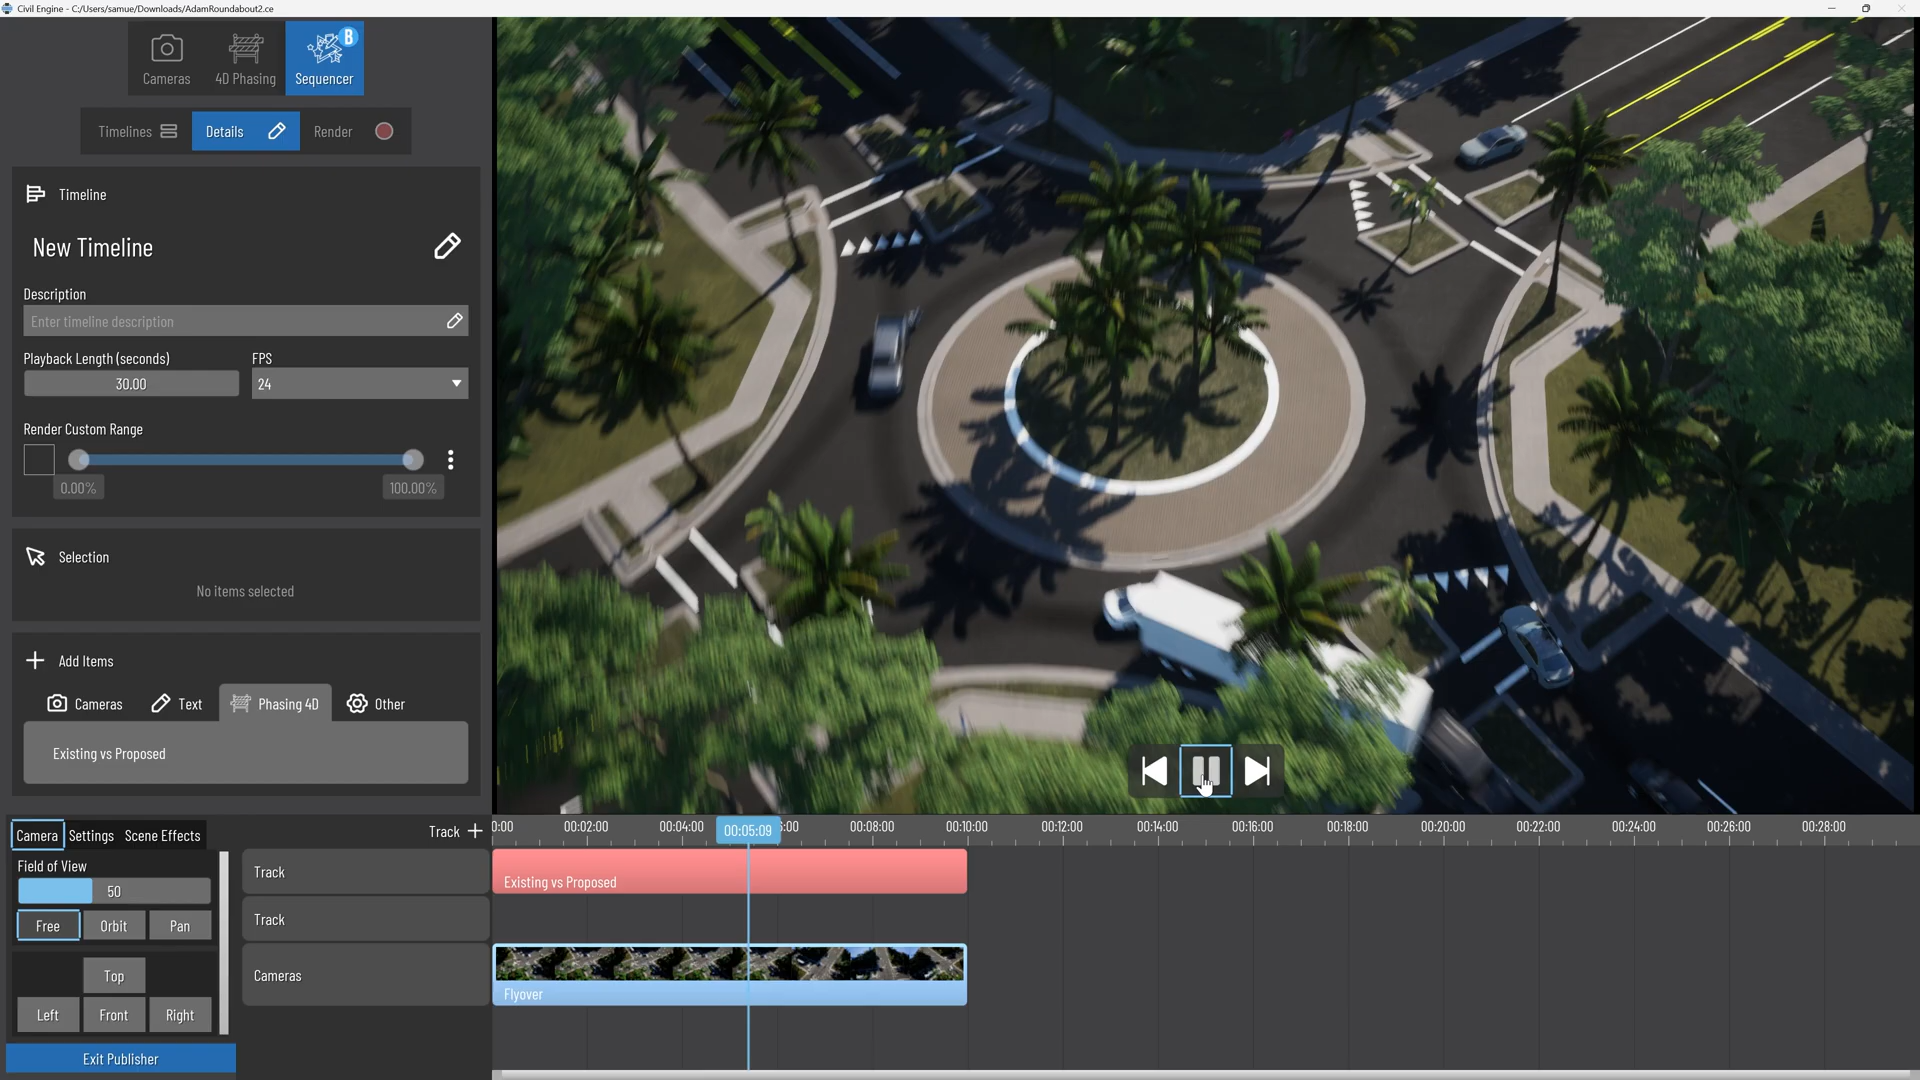 Civil Engine - C:/Users/samue/Downloads/AdamRoundabout2.ce
Cameras
4D Phasing
B
Sequencer
Timelines
Details
Render
Timeline
New Timeline
Description
Enter timeline description
Playback Length (seconds)
FPS
30.00
24
Render Custom Range
0.00%
100.00%
Selection
No items selected
Add Items
Cameras
Text
Phasing 4D
Other
Existing vs Proposed
Camera
Settings
Scene Effects
Track
Field of View
50
Free
Orbit
Pan
Top
Left
Front
Right
Exit Publisher
0:00
00:02:00
00:04:00
00:05:09
6:00
00:08:00
00:10:00
00:12:00
00:14:00
00:16:00
00:18:00
00:20:00
00:22:00
00:24:00
00:26:00
00:28:00
Track
Existing vs Proposed
Track
Cameras
Flyover